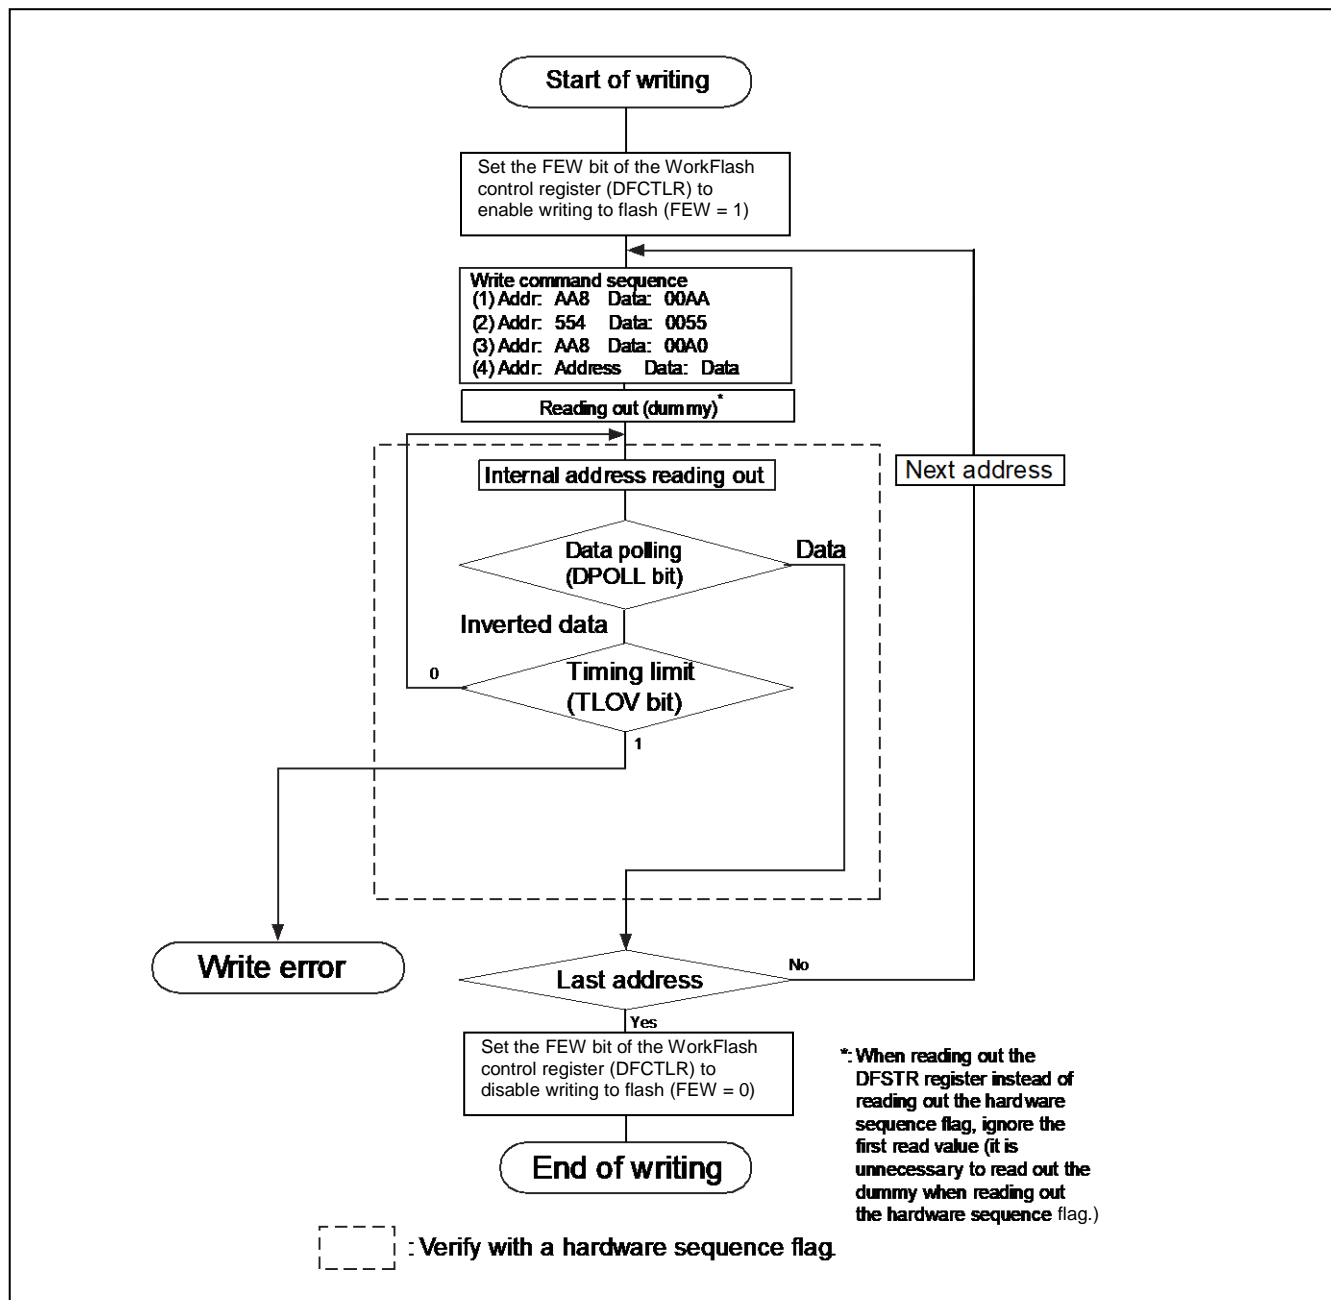 Start of writing
Set the FEW bit of the WorkFlash
control register (DFCTLR) to
enable writing to flash (FEW = 1)
Write command sequence
(1) Addr: AA8 Data: 00AA
(2) Addr: 554 Data: 0055
(3) Addr: AA8 Data: 00A0
(4) Addr: Address Data: Data
Reading out (dummy)*
Internal address reading out
Next address
Data polling
(DPOLL bit)
Data
Inverted data
Timing limit
(TLOV bit)
0
1
Write error
Last address
No
Yes
Set the FEW bit of the WorkFlash
control register (DFCTLR) to
disable writing to flash (FEW = 0)
End of writing
*: When reading out the
DFSTR register instead of
reading out the hardware
sequence flag, ignore the
first read value (it is
unnecessary to read out the
dummy when reading out
the hardware sequence flag.)
: Verify with a hardware sequence flag.